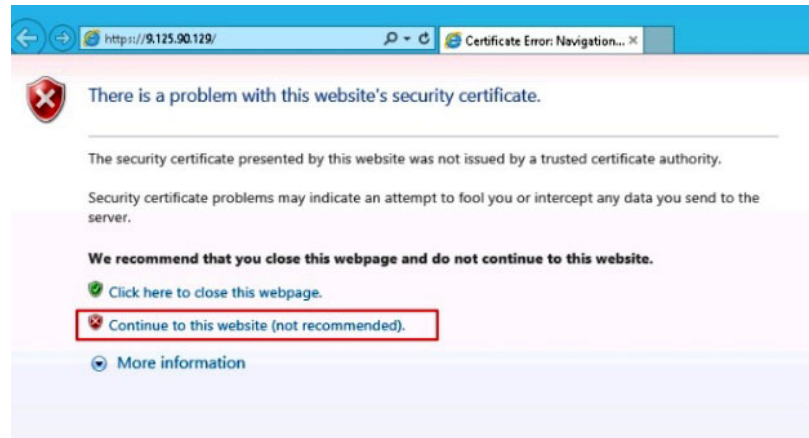 https://9.125.90.129/
Certificate Error: Navigation...
There is a problem with this website's security certificate.
The security certificate presented by this website was not issued by a trusted certificate authority.
Security certificate problems may indicate an attempt to fool you or intercept any data you send to the
server.
We recommend that you close this webpage and do not continue to this website.
Click here to close this webpage.
Continue to this website (not recommended).
More information